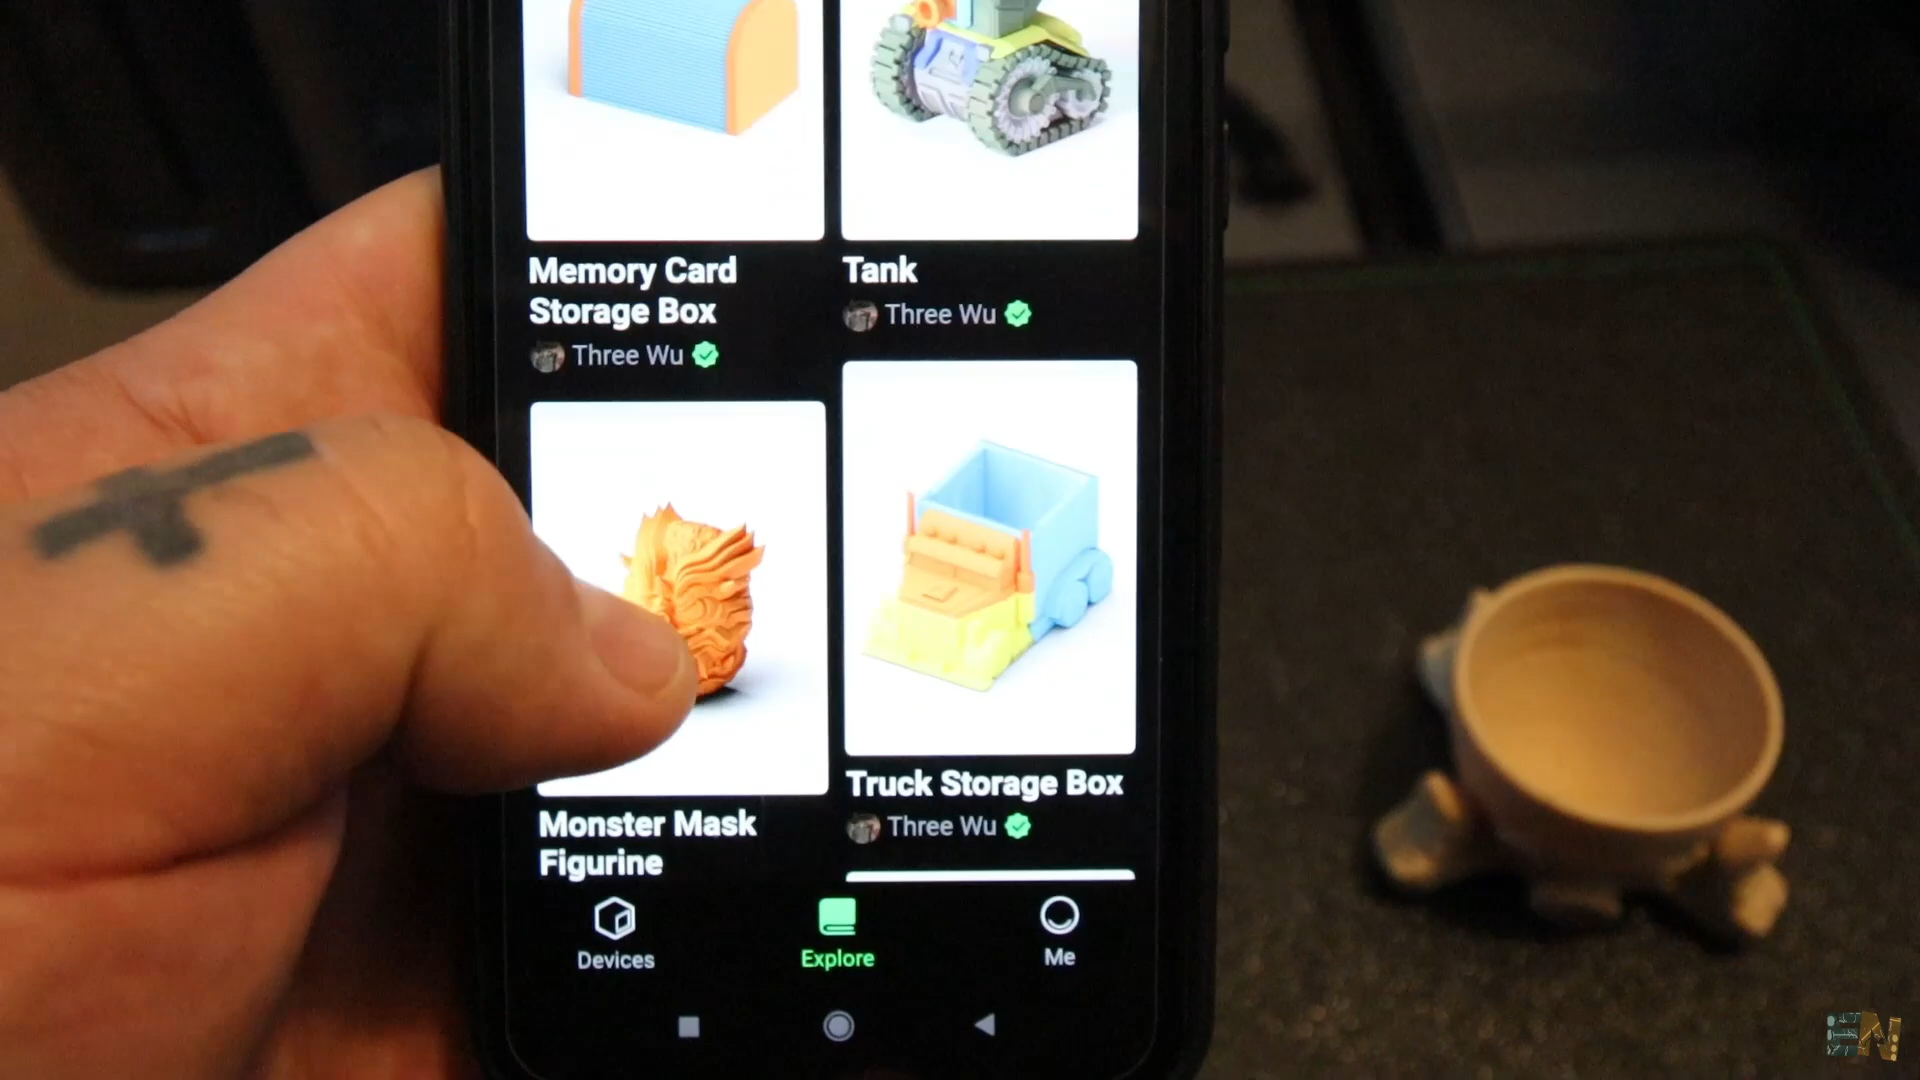 Memory Card
Storage Box
Three Wu
Tank
Three Wu
Monster Mask
Figurine
Truck Storage Box
Three Wu
Devices
Explore
Me
EN